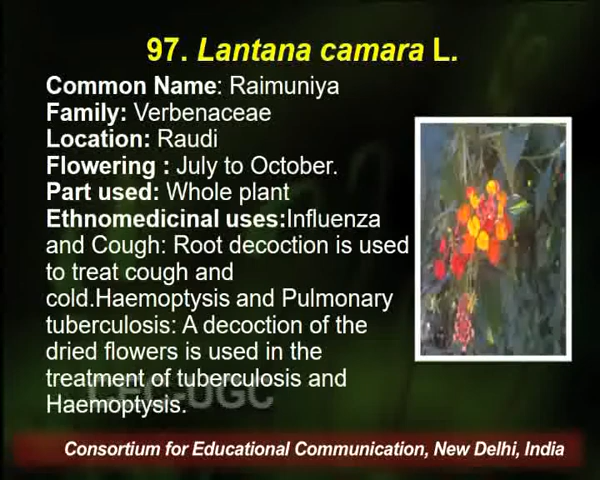 97. Lantana camara L.
Common Name: Raimuniya
Family: Verbenaceae
Location: Raudi
Flowering : July to October.
Part used: Whole plant
Ethnomedicinal uses:Influenza
and Cough: Root decoction is used
to treat cough and
cold.Haemoptysis and Pulmonary
tuberculosis: A decoction of the
dried flowers is used in the
treatment of tuberculosis and
Haemoptysis.
CEC-UGC
Consortium for Educational Communication, New Delhi, India